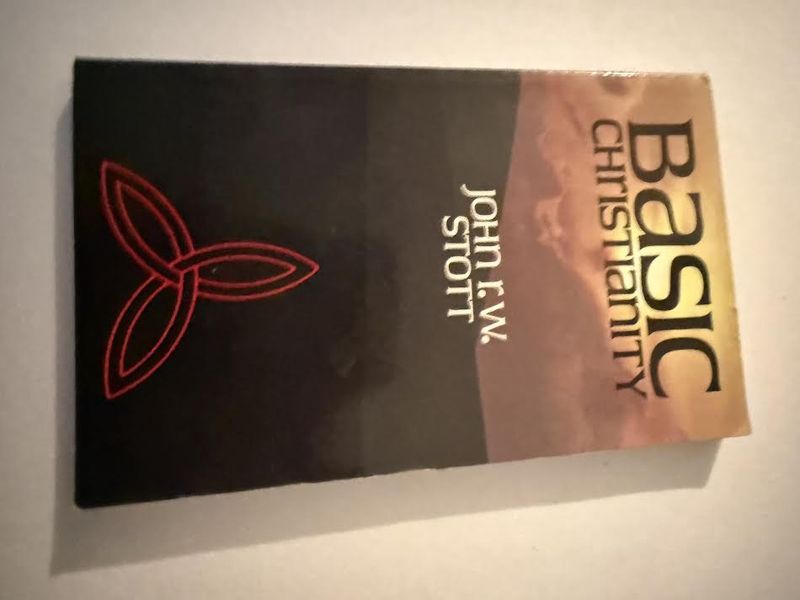 BasIC
CHrISTIanITY
JOHn r. W.
STOTT